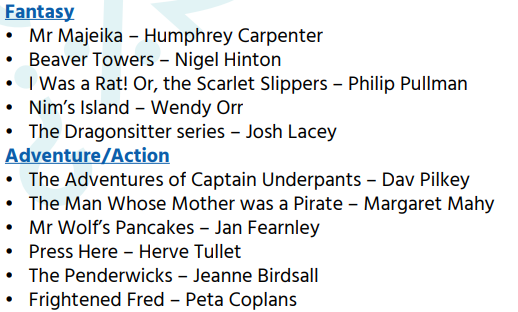 Fantasy
• Mr Majeika – Humphrey Carpenter
• Beaver Towers – Nigel Hinton
• I Was a Rat! Or, the Scarlet Slippers – Philip Pullman
• Nim’s Island – Wendy Orr
• The Dragonsitter series – Josh Lacey
Adventure/Action
• The Adventures of Captain Underpants – Dav Pilkey
• The Man Whose Mother was a Pirate – Margaret Mahy
• Mr Wolf’s Pancakes – Jan Fearnley
• Press Here – Herve Tullet
• The Penderwicks – Jeanne Birdsall
• Frightened Fred – Peta Coplans